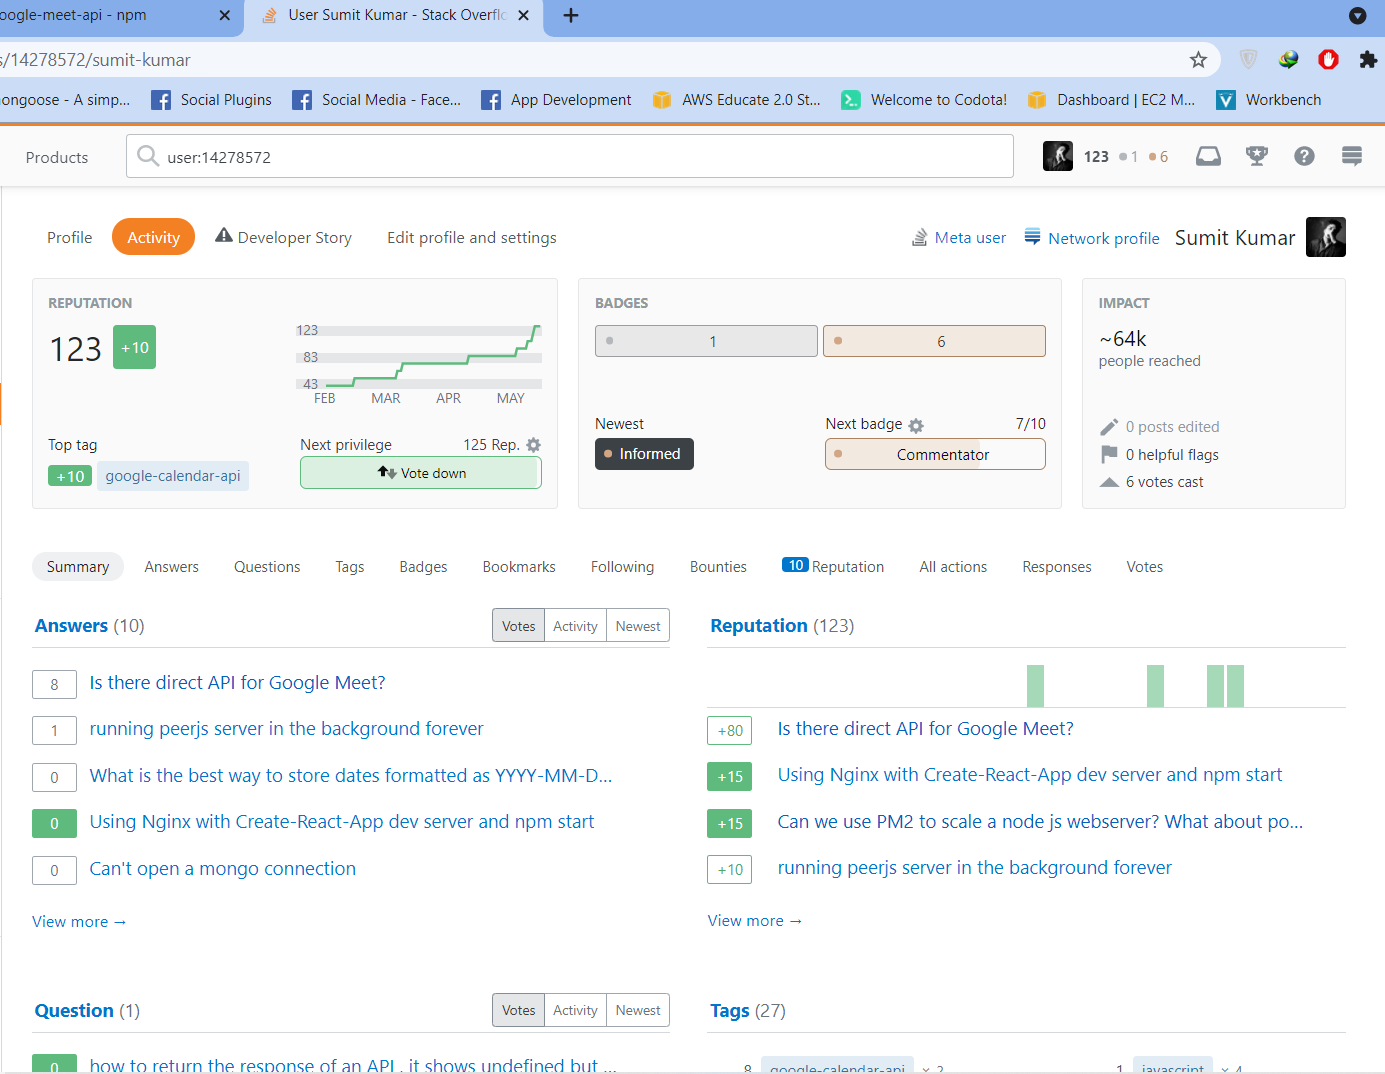 oogle-meet-api - npm
User Sumit Kumar - Stack Overflo
s/14278572/sumit-kumar
ongoose - A simp...
Social Plugins
Social Media - Face...
App Development
AWS Educate 2.0 St...
Welcome to Codota!
Dashboard | EC2 M...
Workbench
Products
user:14278572
123 1 6
Profile
Activity
Developer Story
Edit profile and settings
Meta user
Network profile
Sumit Kumar
REPUTATION
123 +10
123
83
43
FEB MAR APR MAY
Top tag
+10 google-calendar-api
Next privilege 125 Rep.
Vote down
BADGES
1
6
Newest
Informed
Next badge 7/10
Commentator
IMPACT
~64k
people reached
0 posts edited
0 helpful flags
6 votes cast
Summary
Answers
Questions
Tags
Badges
Bookmarks
Following
Bounties
10 Reputation
All actions
Responses
Votes
Answers (10)
Votes Activity Newest
8 Is there direct API for Google Meet?
1 running peerjs server in the background forever
0 What is the best way to store dates formatted as YYYY-MM-D...
0 Using Nginx with Create-React-App dev server and npm start
0 Can't open a mongo connection
View more →
Reputation (123)
+80 Is there direct API for Google Meet?
+15 Using Nginx with Create-React-App dev server and npm start
+15 Can we use PM2 to scale a node js webserver? What about po...
+10 running peerjs server in the background forever
View more →
Question (1)
Votes Activity Newest
0 how to return the response of an API , it shows undefined but ...
Tags (27)
8 google-calendar-api × 2
1 javascript × 4